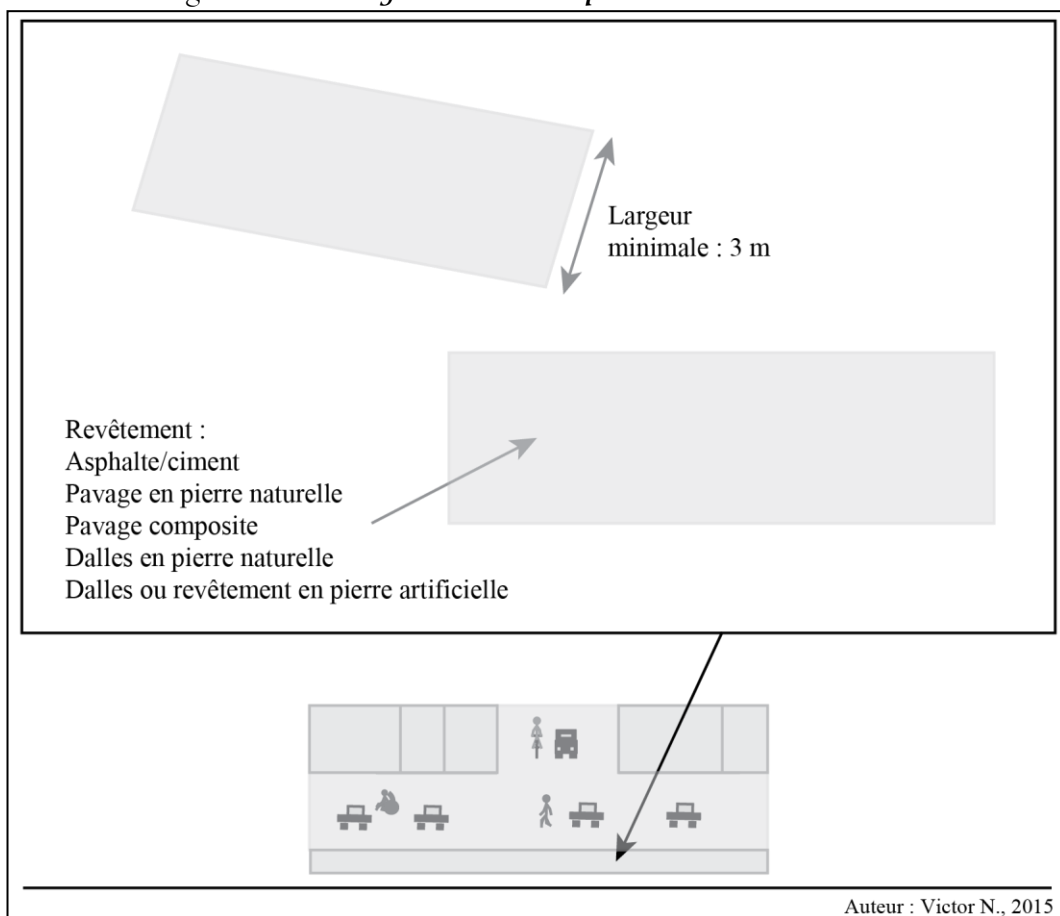 Largeur
minimale : 3 m
Revêtement :
Asphalte/ciment
Pavage en pierre naturelle
Pavage composite
Dalles en pierre naturelle
Dalles ou revêtement en pierre artificielle
Auteur : Victor N., 2015